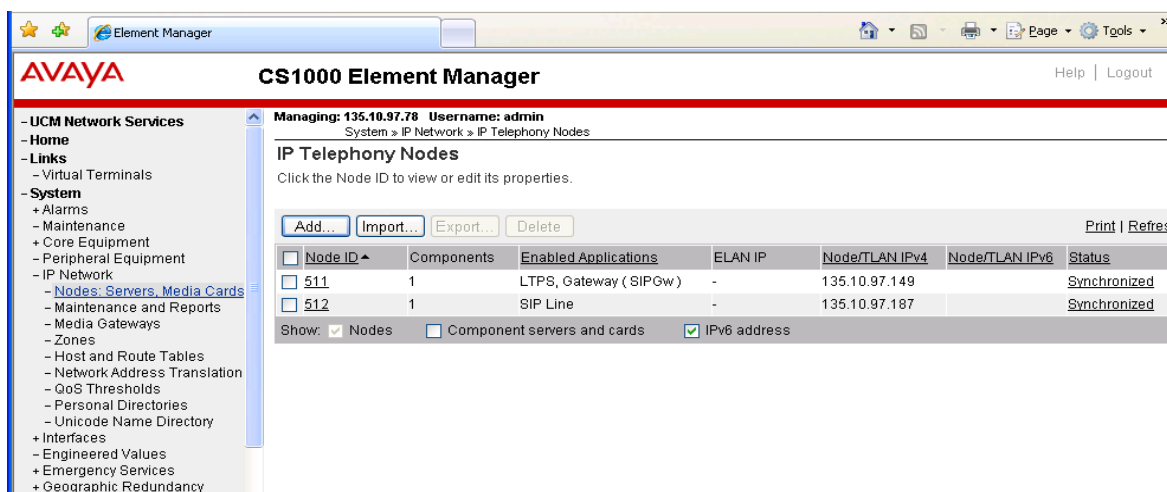 Element Manager
Page
Tools
»
AVAYA
CS1000 Element Manager
Help | Logout
– UCM Network Services
– Home
– Links
– Virtual Terminals
– System
+ Alarms
– Maintenance
+ Core Equipment
– Peripheral Equipment
– IP Network
– Nodes: Servers, Media Cards
– Maintenance and Reports
– Media Gateways
– Zones
– Host and Route Tables
– Network Address Translation
– QoS Thresholds
– Personal Directories
– Unicode Name Directory
+ Interfaces
– Engineered Values
+ Emergency Services
+ Geographic Redundancy
Managing: 135.10.97.78 Username: admin
System » IP Network » IP Telephony Nodes
IP Telephony Nodes
Click the Node ID to view or edit its properties.
Add... Import... Export... Delete Print | Refres
Node ID Components Enabled Applications ELAN IP Node/TLAN IPv4 Node/TLAN IPv6 Status
511 1 LTPS, Gateway ( SIPGw ) - 135.10.97.149 Synchronized
512 1 SIP Line - 135.10.97.187 Synchronized
Show: Nodes Component servers and cards IPv6 address